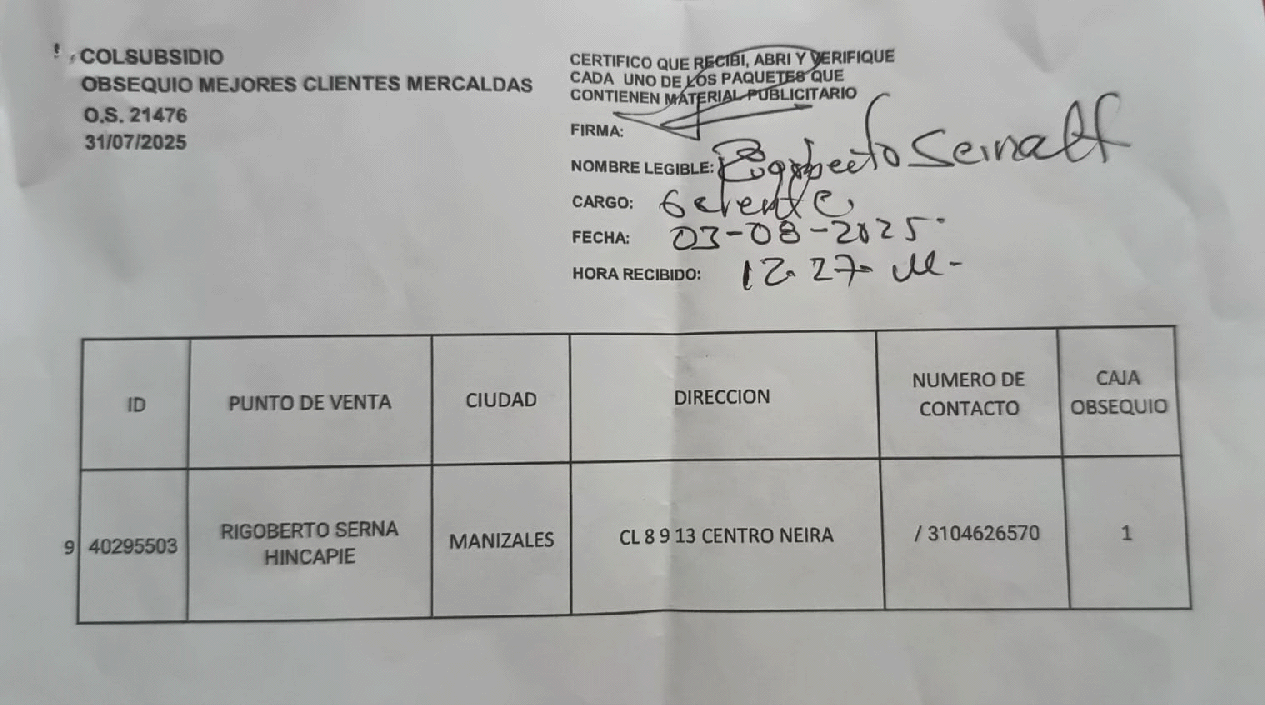 COLSUBSIDIO
OBSEQUIO MEJORES CLIENTES MERCALDAS
O.S. 21476
31/07/2025
CERTIFICO QUE RECIBI, ABRI Y VERIFIQUE
CADA UNO DE LOS PAQUETES QUE
CONTIENEN MATERIAL PUBLICITARIO
FIRMA:
NOMBRE LEGIBLE: Rigoberto Serna H
CARGO: Gerente
FECHA: 03-08-2025
HORA RECIBIDO: 12.27 M-
ID
PUNTO DE VENTA
CIUDAD
DIRECCION
NUMERO DE
CONTACTO
CAJA
OBSEQUIO
9
40295503
RIGOBERTO SERNA
HINCAPIE
MANIZALES
CL 8 9 13 CENTRO NEIRA
/ 3104626570
1